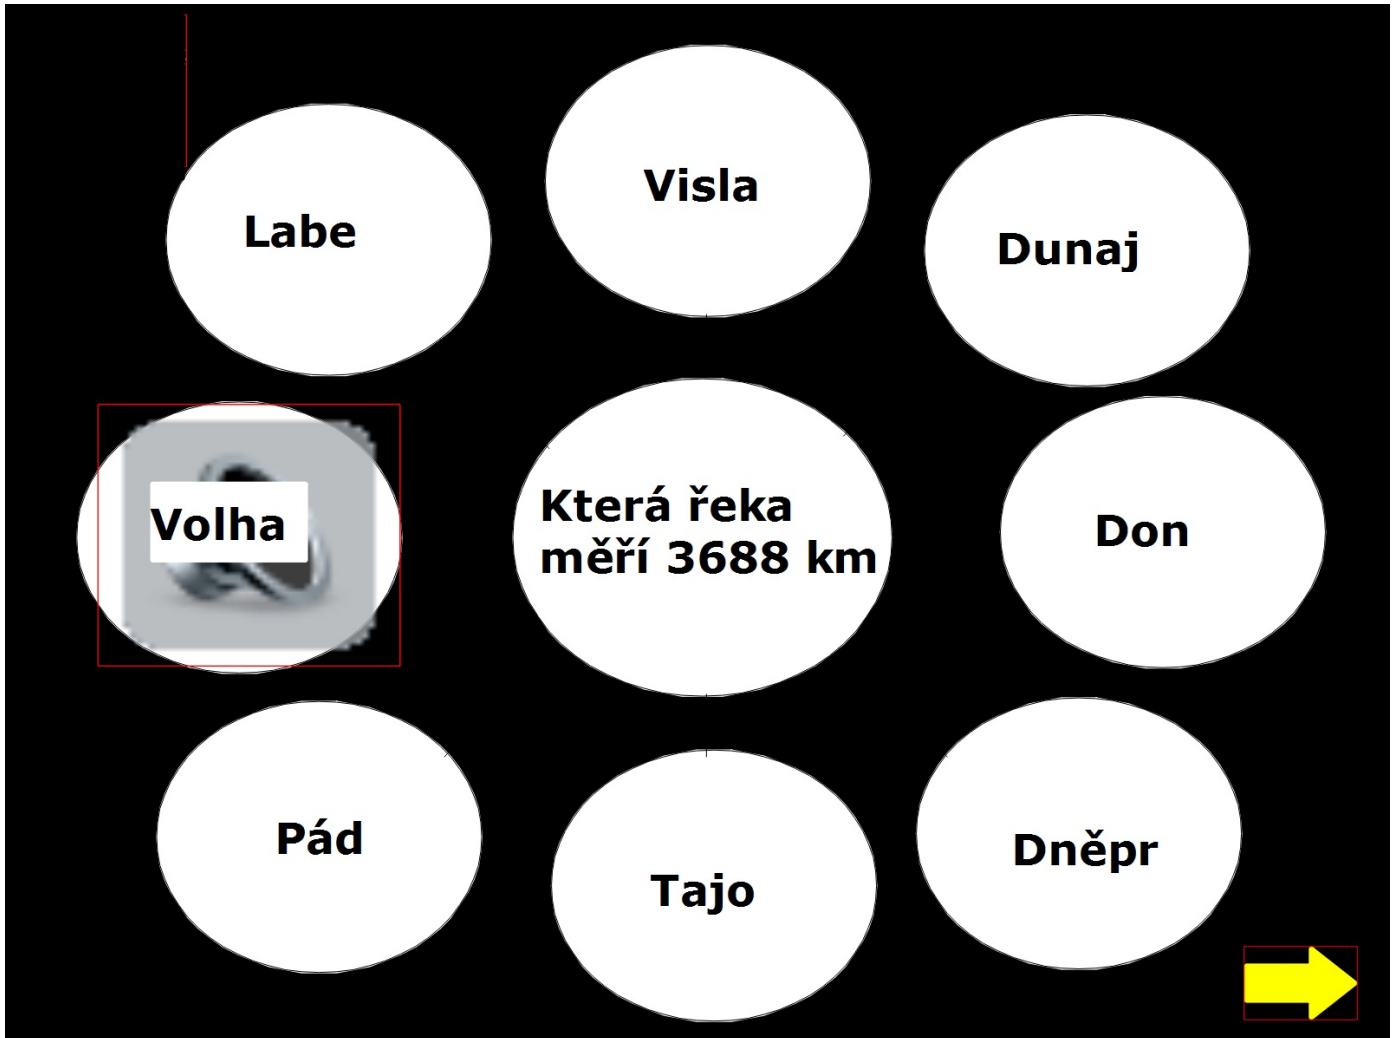 Visla
Labe
Dunaj
Volha
Která řeka
měří 3688 km
Don
Pád
Tajo
Dněpr